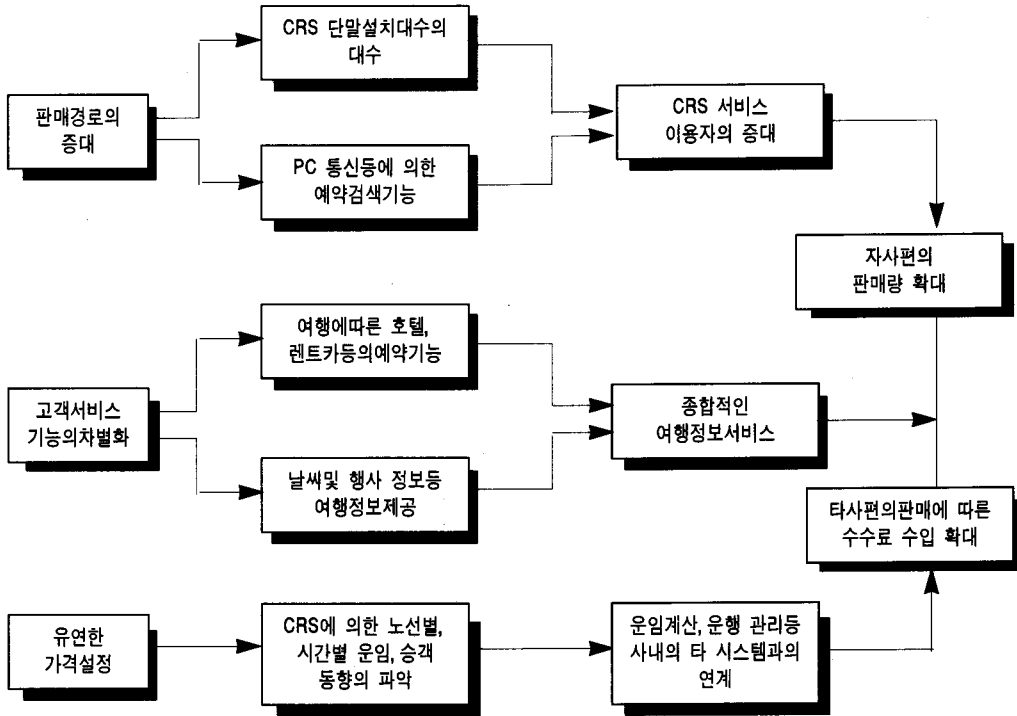 CRS 단말설치대수의
대수
판매경로의
증대
PC 통신등에 의한
예약검색기능
CRS 서비스
이용자의 증대
자사편의
판매량 확대
여행에따른 호텔,
렌트카등의예약기능
고객서비스
기능의차별화
날씨및 행사 정보등
여행정보제공
종합적인
여행정보서비스
타사편의판매에 따른
수수료 수입 확대
유연한
가격설정
CRS에 의한 노선별,
시간별 운임, 승객
동향의 파악
운임계산, 운행 관리등
사내의 타 시스템과의
연계